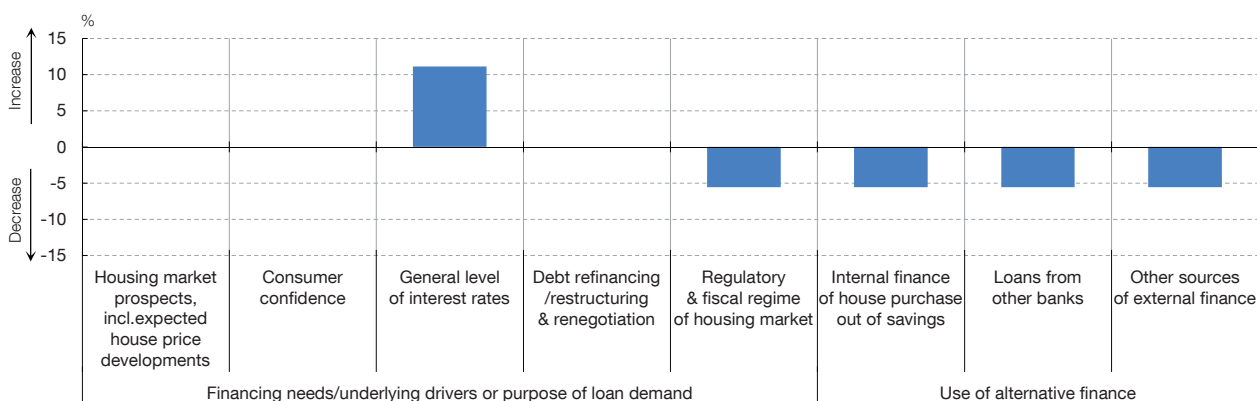 %
Increase
Decrease
15
10
5
0
-5
-10
-15
Housing market
prospects,
incl.expected
house price
developments
Consumer
confidence
General level
of interest rates
Debt refinancing
/restructuring
& renegotiation
Regulatory
& fiscal regime
of housing market
Internal finance
of house purchase
out of savings
Loans from
other banks
Other sources
of external finance
Financing needs/underlying drivers or purpose of loan demand
Use of alternative finance